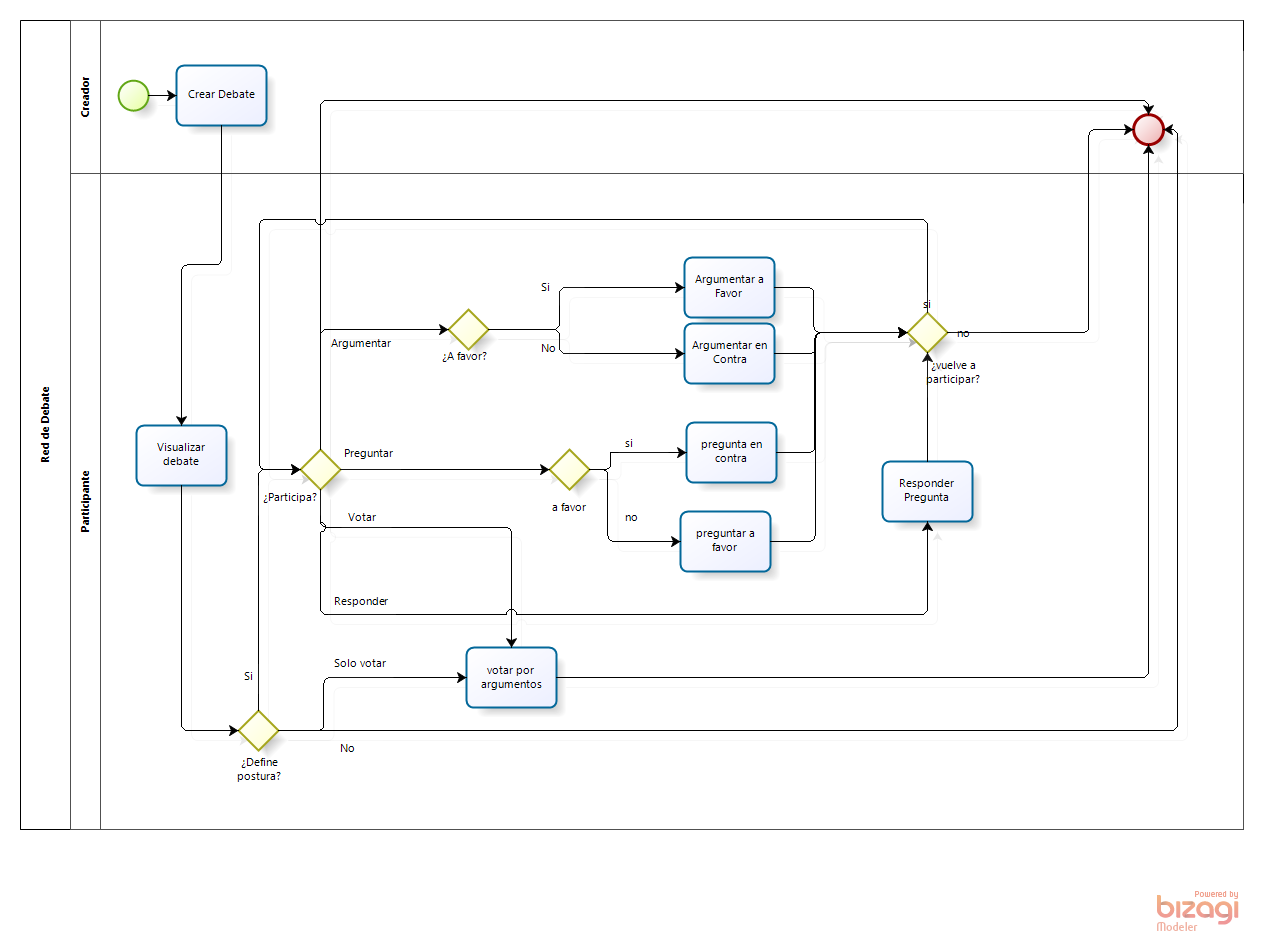 Red de Debate
Creador
Crear Debate
Participante
si
Argumentar a
Favor
Si
no
Argumentar
Argumentar en
Contra
No
¿A favor?
¿vuelve a
participar?
Visualizar
debate
Preguntar
si
pregunta en
contra
¿Participa?
a favor
Responder
Pregunta
Votar
no
preguntar a
favor
Responder
Solo votar
votar por
argumentos
Si
No
¿Define
postura?
Powered by
bizagi
Modeler